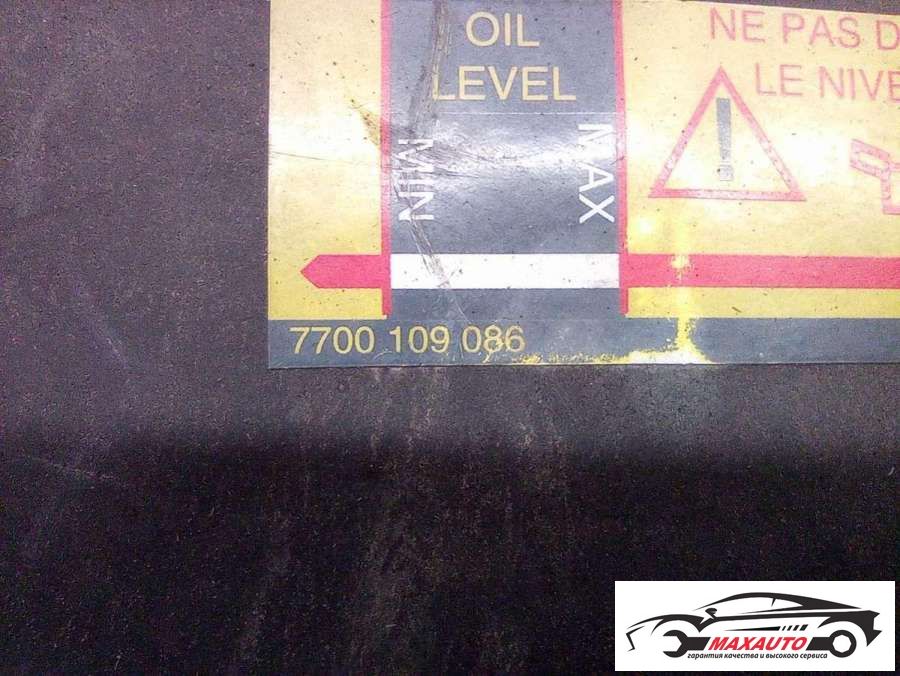 OIL
LEVEL
MIN
MAX
NE PAS D
LE NIVE
7700 109 086
MAXAUTO
гарантия качества и высокого сервиса